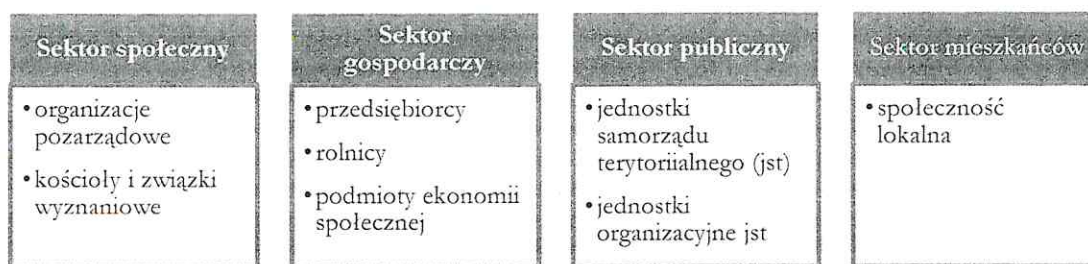 Sektor społeczny
• organizacje
pozarządowe
• kościoły i związki
wyznaniowe
Sektor
gospodarczy
• przedsiębiorcy
• rolnicy
• podmioty ekonomii
społecznej
Sektor publiczny
• jednostki
samorządu
terytoriialnego (jst)
• jednostki
organizacyjne jst
Sektor mieszkańców
• społeczność
lokalna